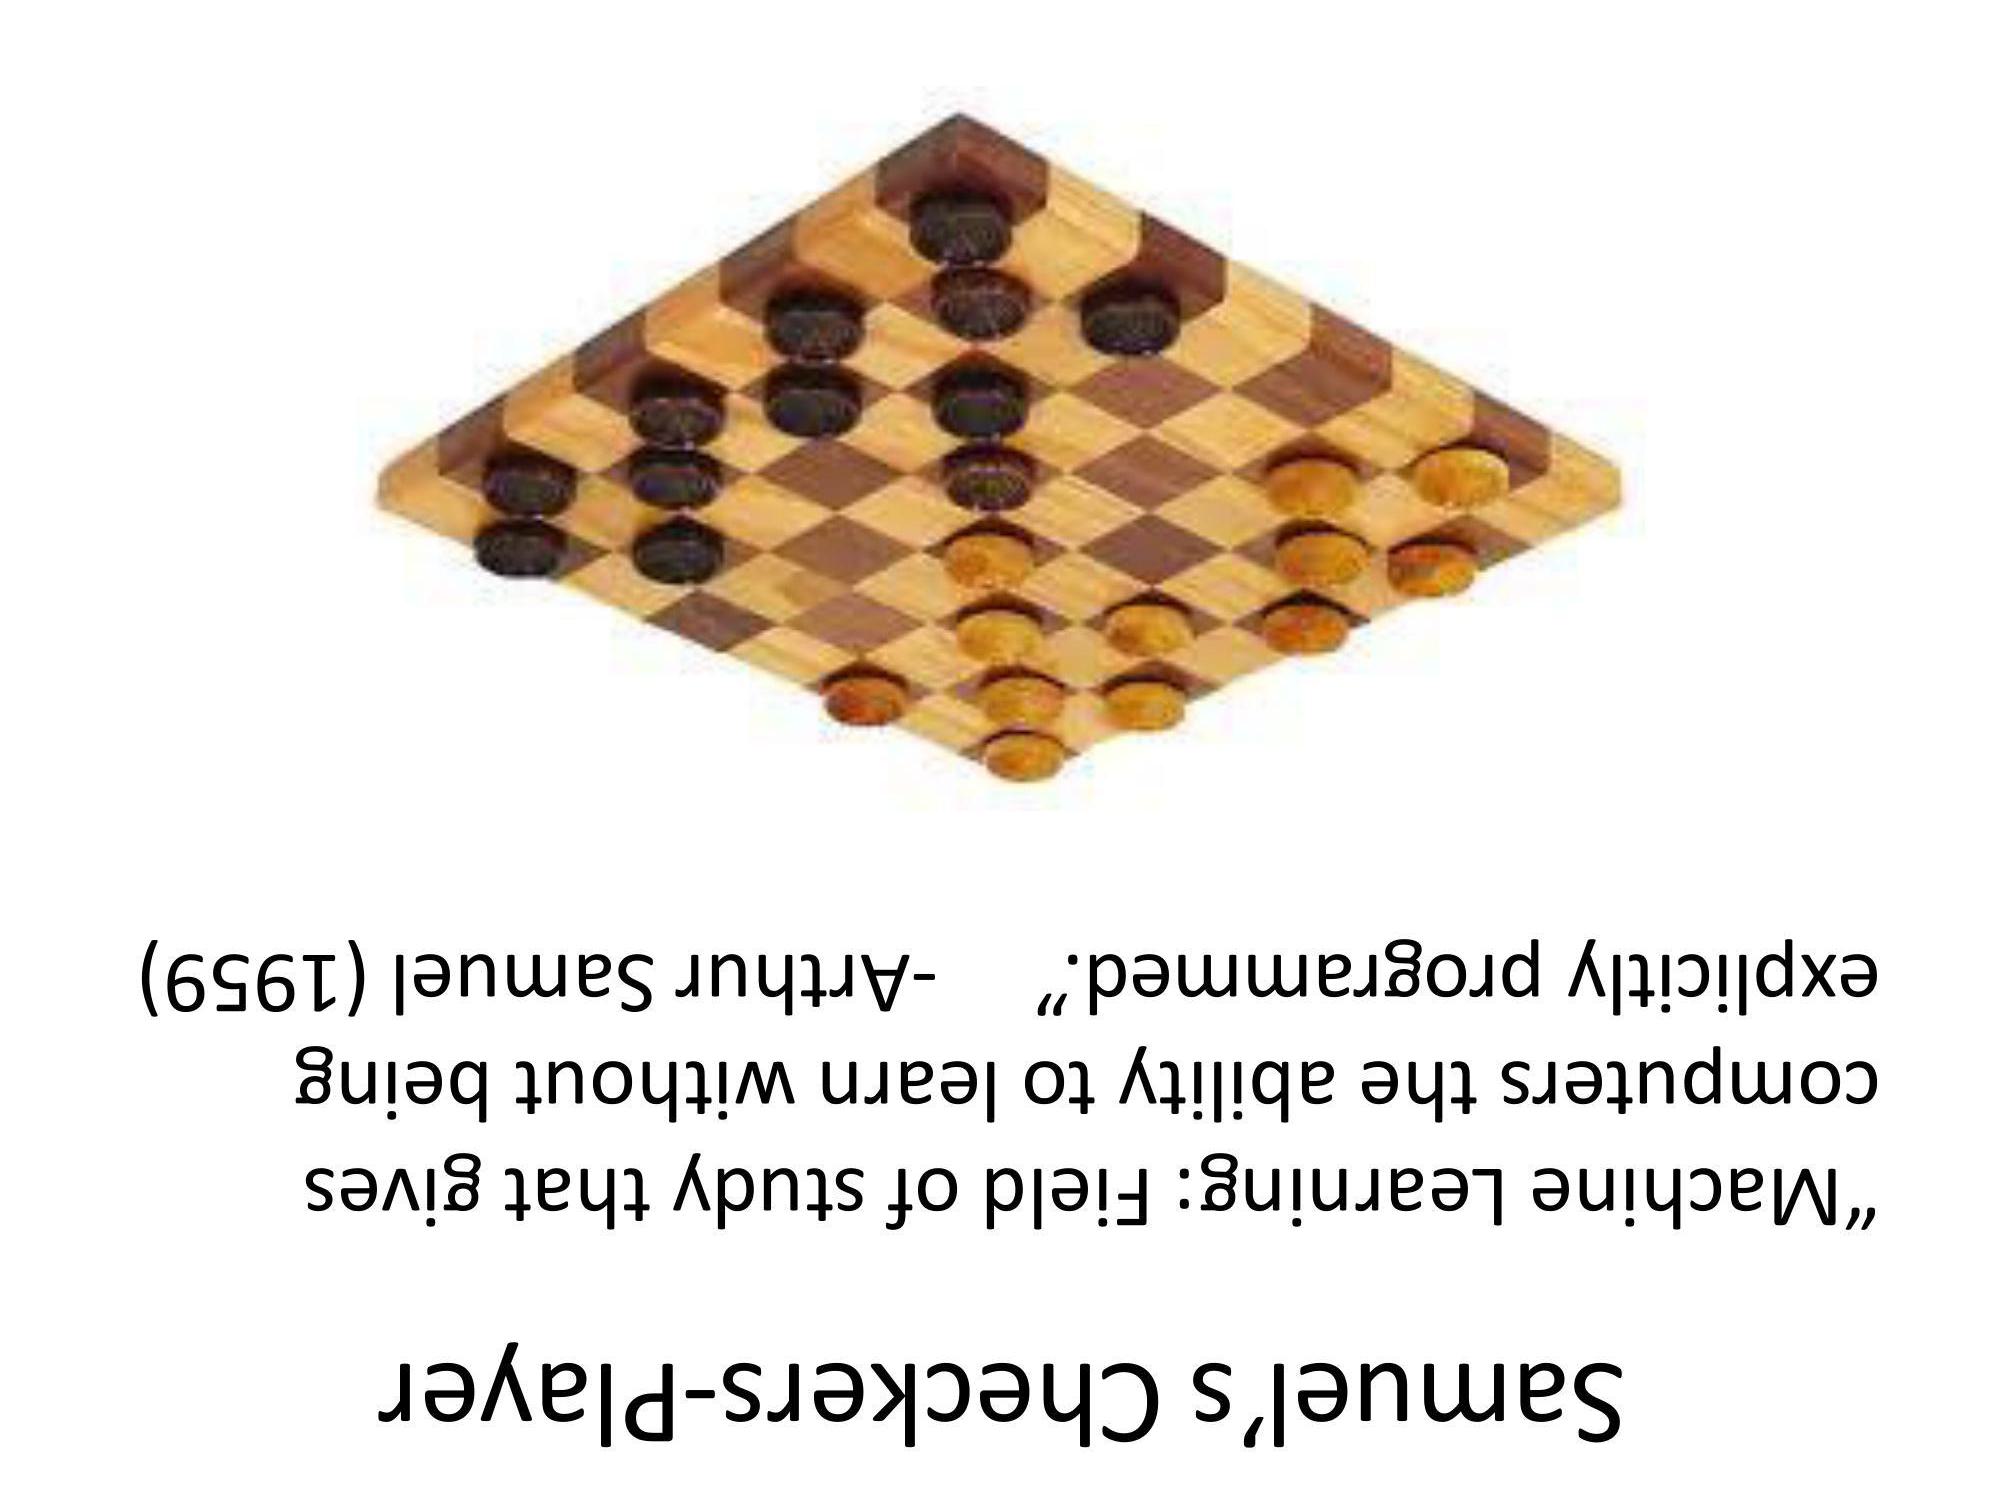 Samuel’s Checkers-Player
“Machine Learning: Field of study that gives
computers the ability to learn without being
explicitly programmed.”    -Arthur Samuel (1959)